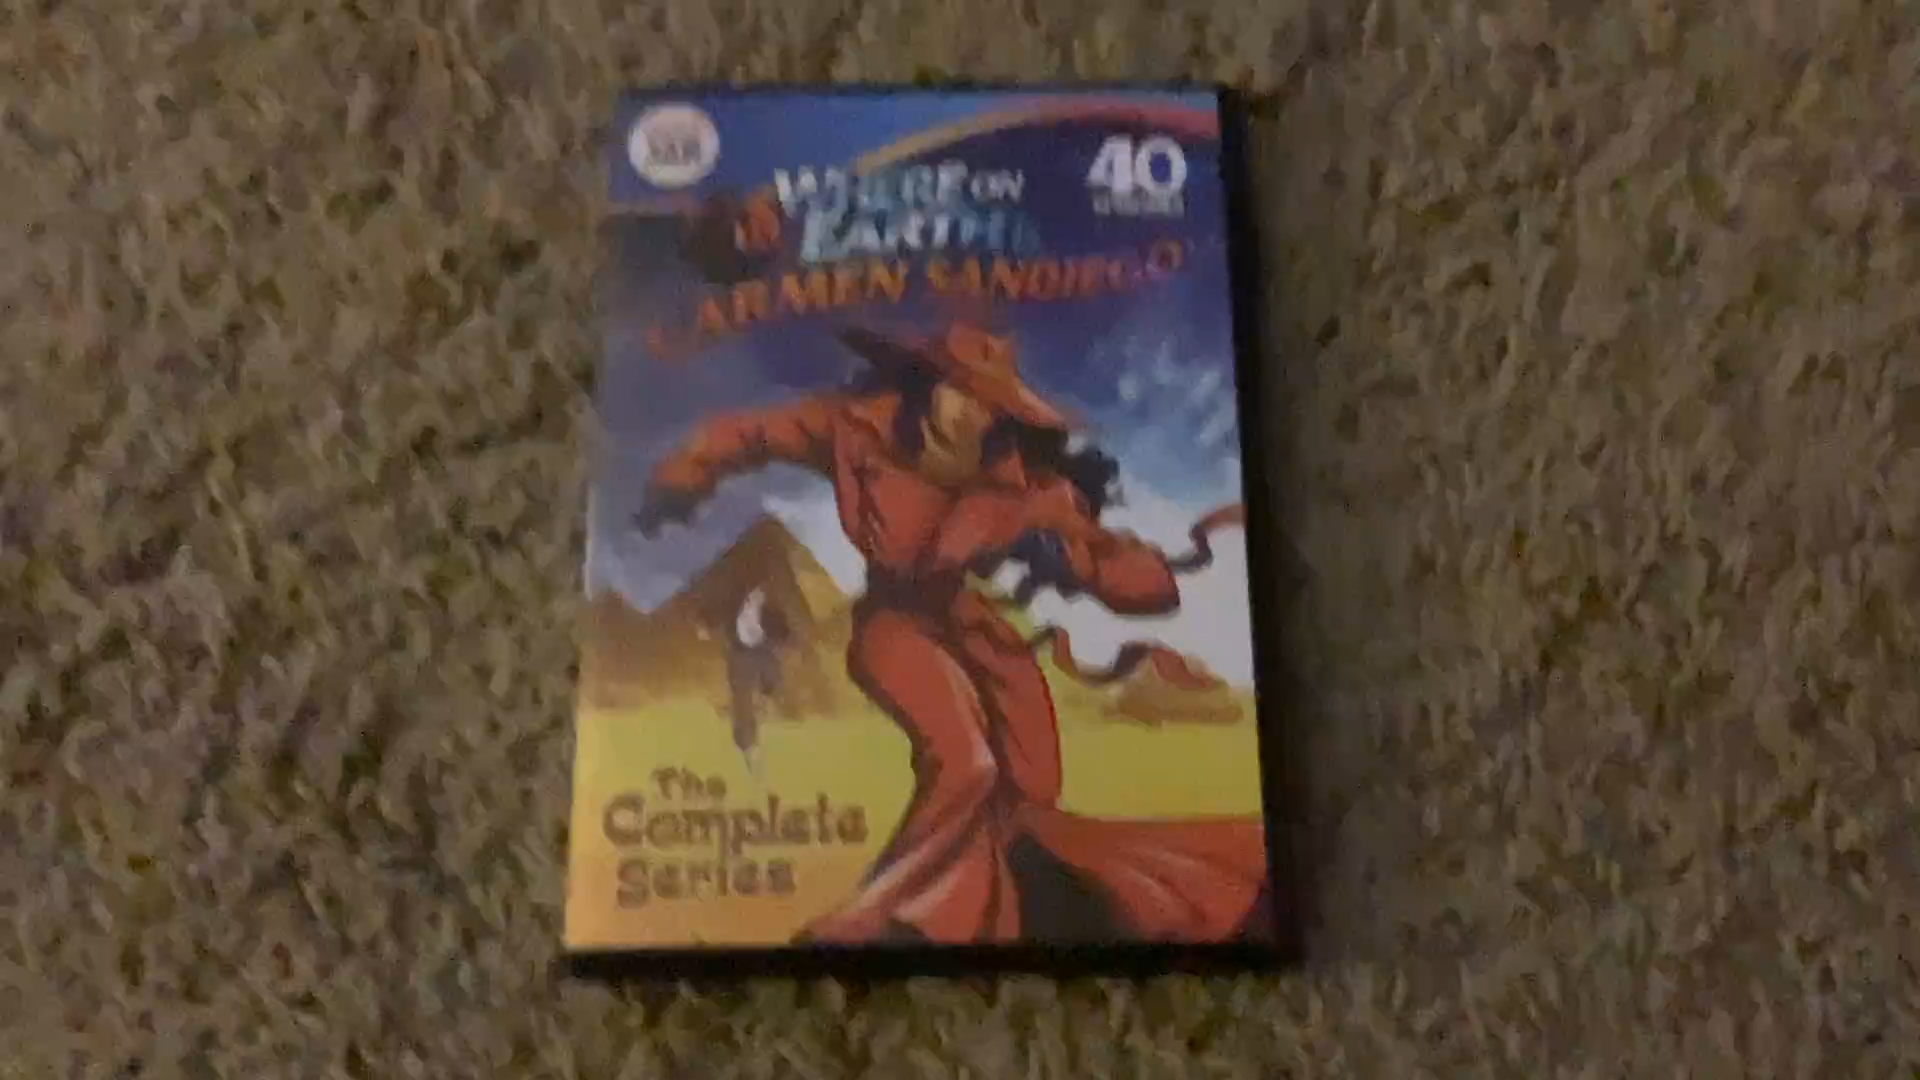 40
WHERE ON
EARTH IS
CARMEN SANDIEGO
The
Complete
Series